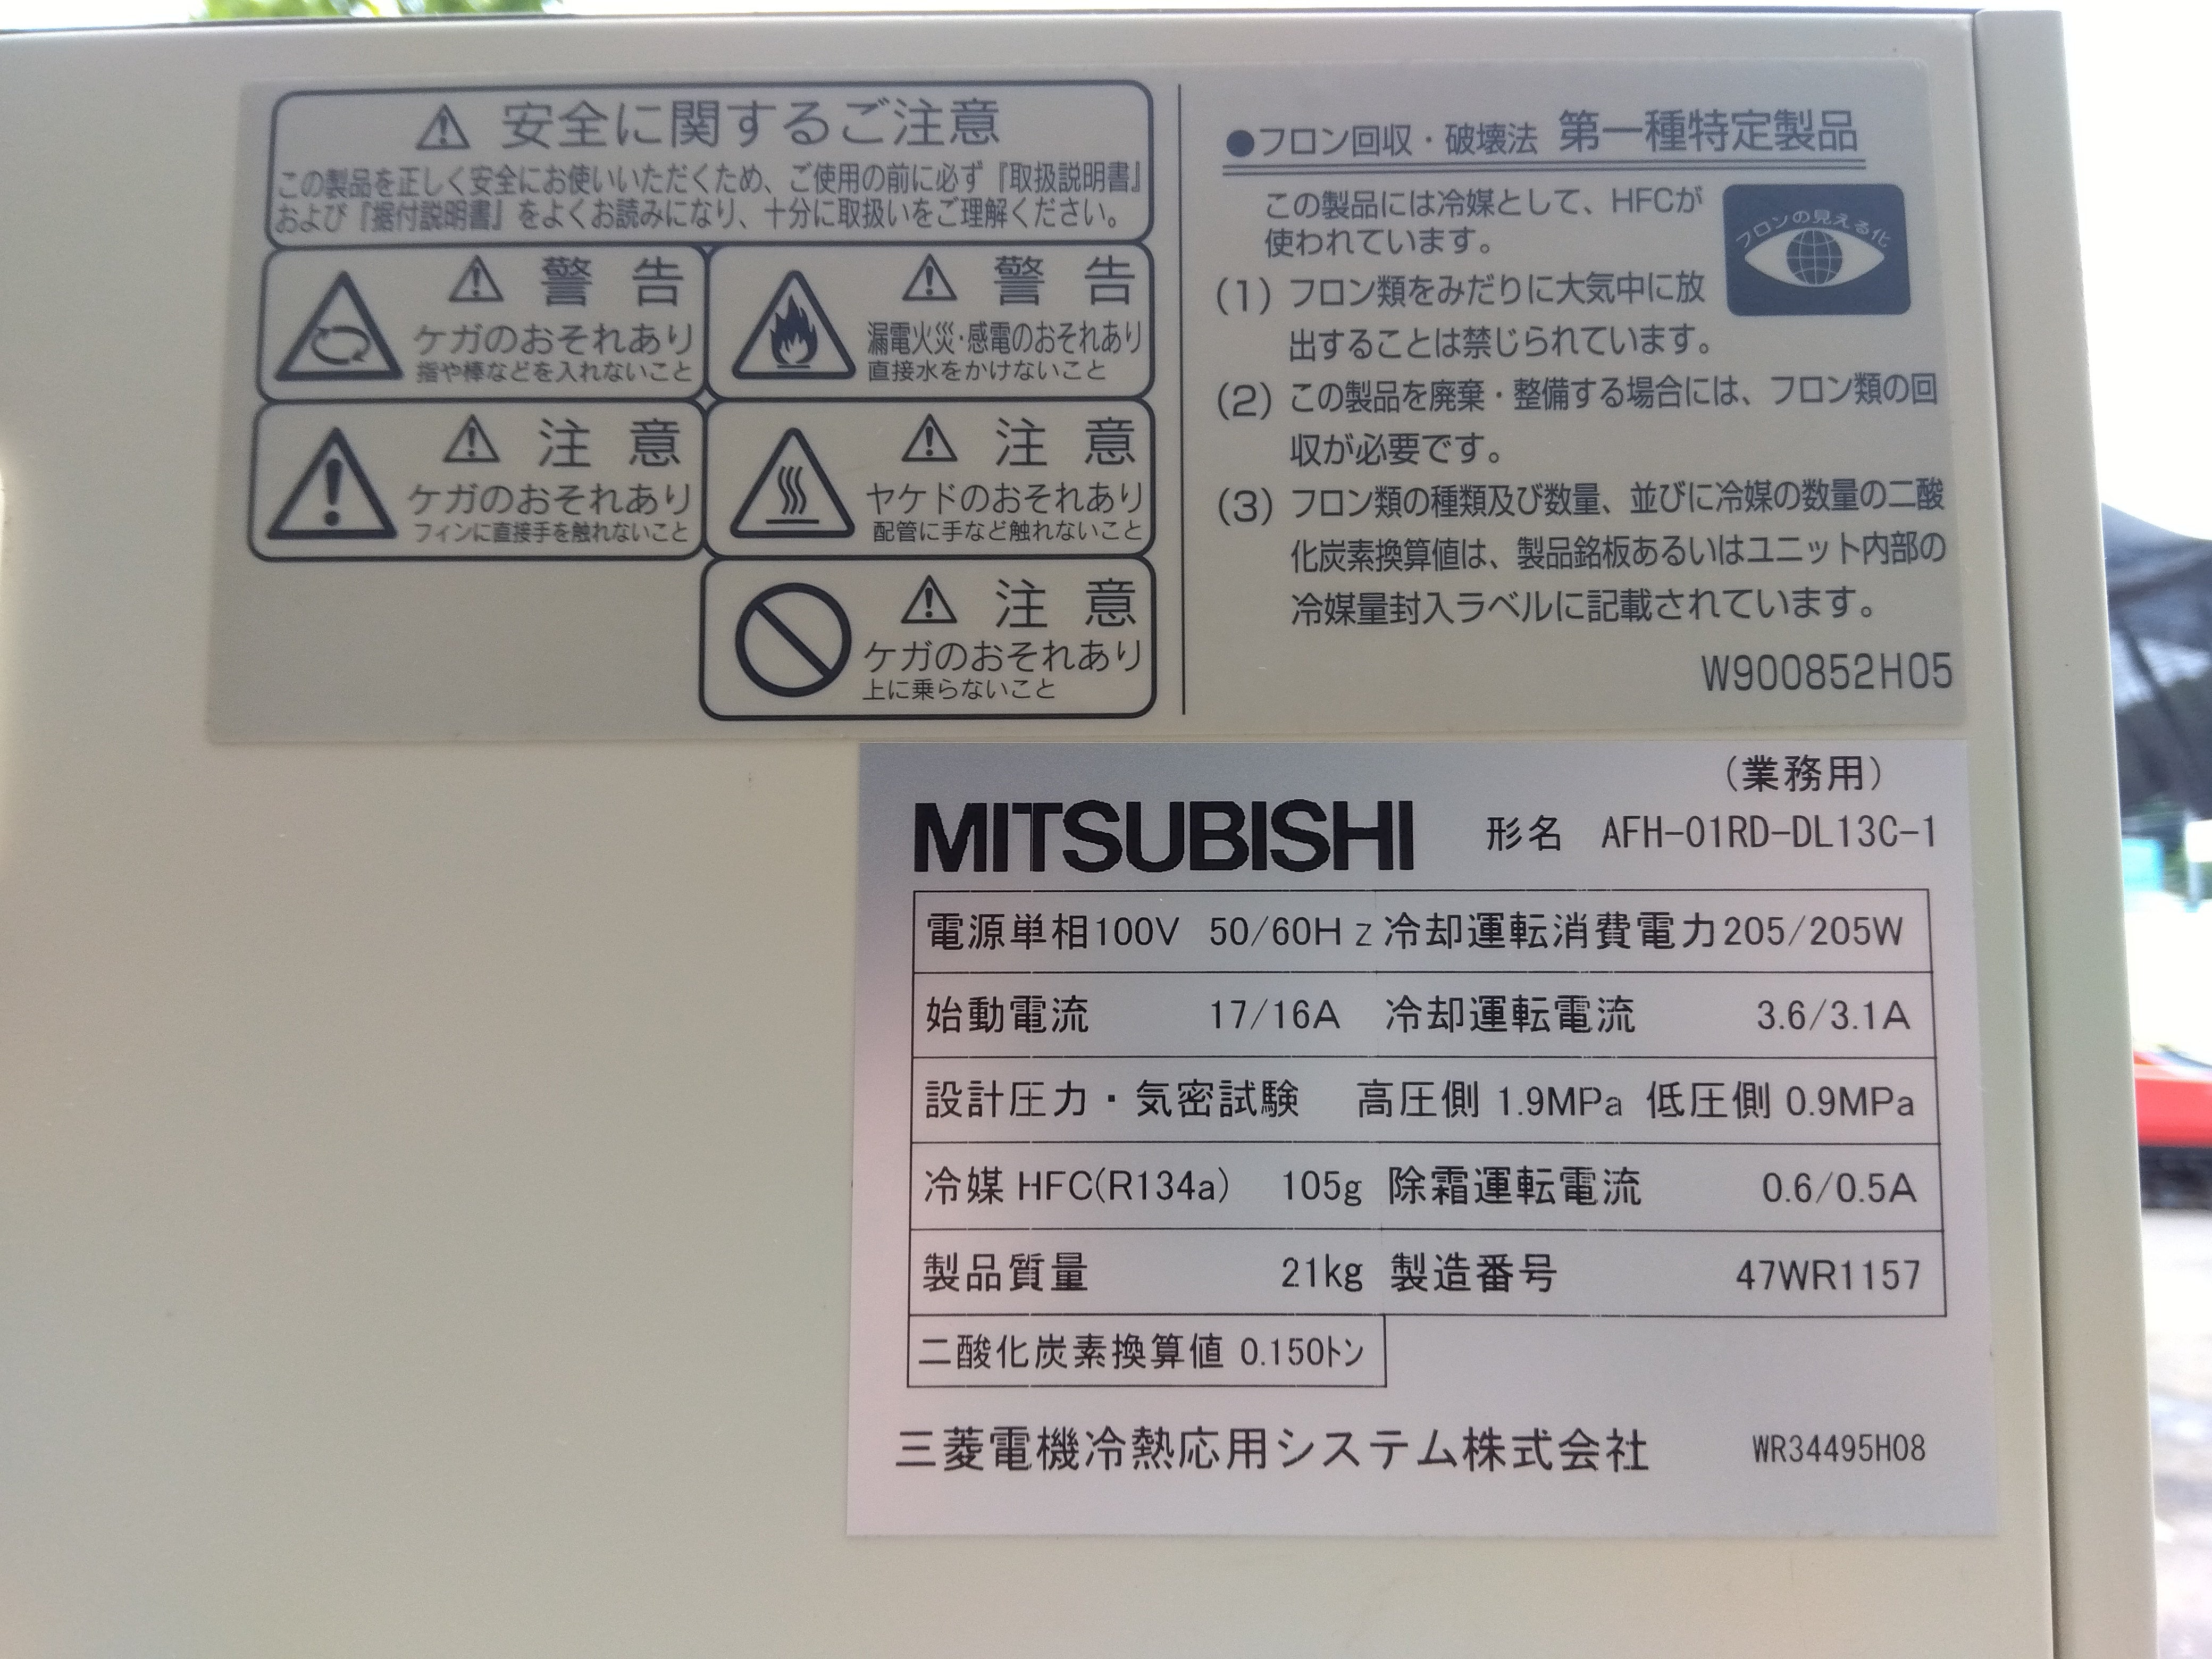 安全に関するご注意
この製品を正しく安全にお使いいただくため、ご使用の前に必ず『取扱説明書』
および『据付説明書』をよくお読みになり、十分に取扱いをご理解ください。
警告
ケガのおそれあり
指や棒などを入れないこと
警告
漏電火災・感電のおそれあり
直接水をかけないこと
注意
ケガのおそれあり
フィンに直接手を触れないこと
注意
ヤケドのおそれあり
配管に手など触れないこと
注意
ケガのおそれあり
上に乗らないこと
●フロン回収・破壊法 第一種特定製品
この製品には冷媒として、HFCが
使われています。
フロンの見える化
(1) フロン類をみだりに大気中に放
出することは禁じられています。
(2) この製品を廃棄・整備する場合には、フロン類の回
収が必要です。
(3) フロン類の種類及び数量、並びに冷媒の数量の二酸
化炭素換算値は、製品銘板あるいはユニット内部の
冷媒量封入ラベルに記載されています。
W900852H05
(業務用)
MITSUBISHI 形名 AFH-01RD-DL13C-1
電源単相100V 50/60Hz 冷却運転消費電力205/205W
始動電流 17/16A 冷却運転電流 3.6/3.1A
設計圧力・気密試験 高圧側 1.9MPa 低圧側 0.9MPa
冷媒 HFC(R134a) 105g 除霜運転電流 0.6/0.5A
製品質量 21kg 製造番号 47WR1157
二酸化炭素換算値 0.150トン
三菱電機冷熱応用システム株式会社 WR34495H08